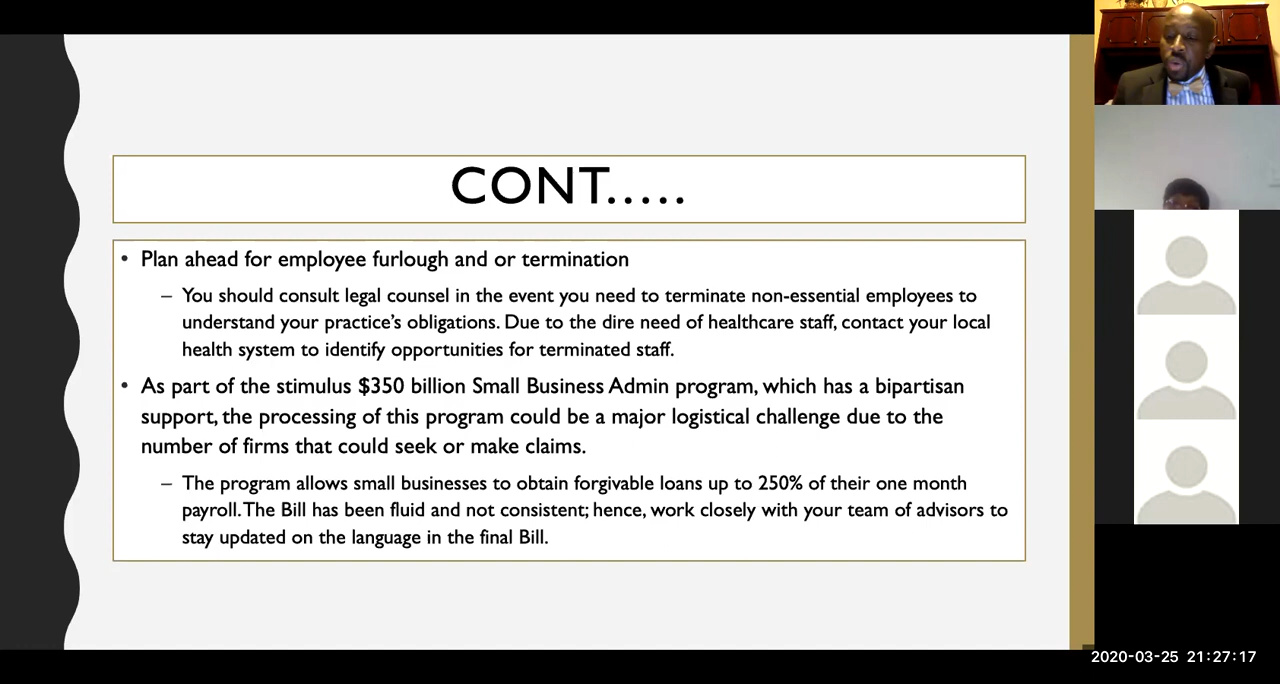 CONT.....
• Plan ahead for employee furlough and or termination
– You should consult legal counsel in the event you need to terminate non-essential employees to
understand your practice's obligations. Due to the dire need of healthcare staff, contact your local
health system to identify opportunities for terminated staff.
• As part of the stimulus $350 billion Small Business Admin program, which has a bipartisan
support, the processing of this program could be a major logistical challenge due to the
number of firms that could seek or make claims.
– The program allows small businesses to obtain forgivable loans up to 250% of their one month
payroll. The Bill has been fluid and not consistent; hence, work closely with your team of advisors to
stay updated on the language in the final Bill.
2020-03-25 21:27:17